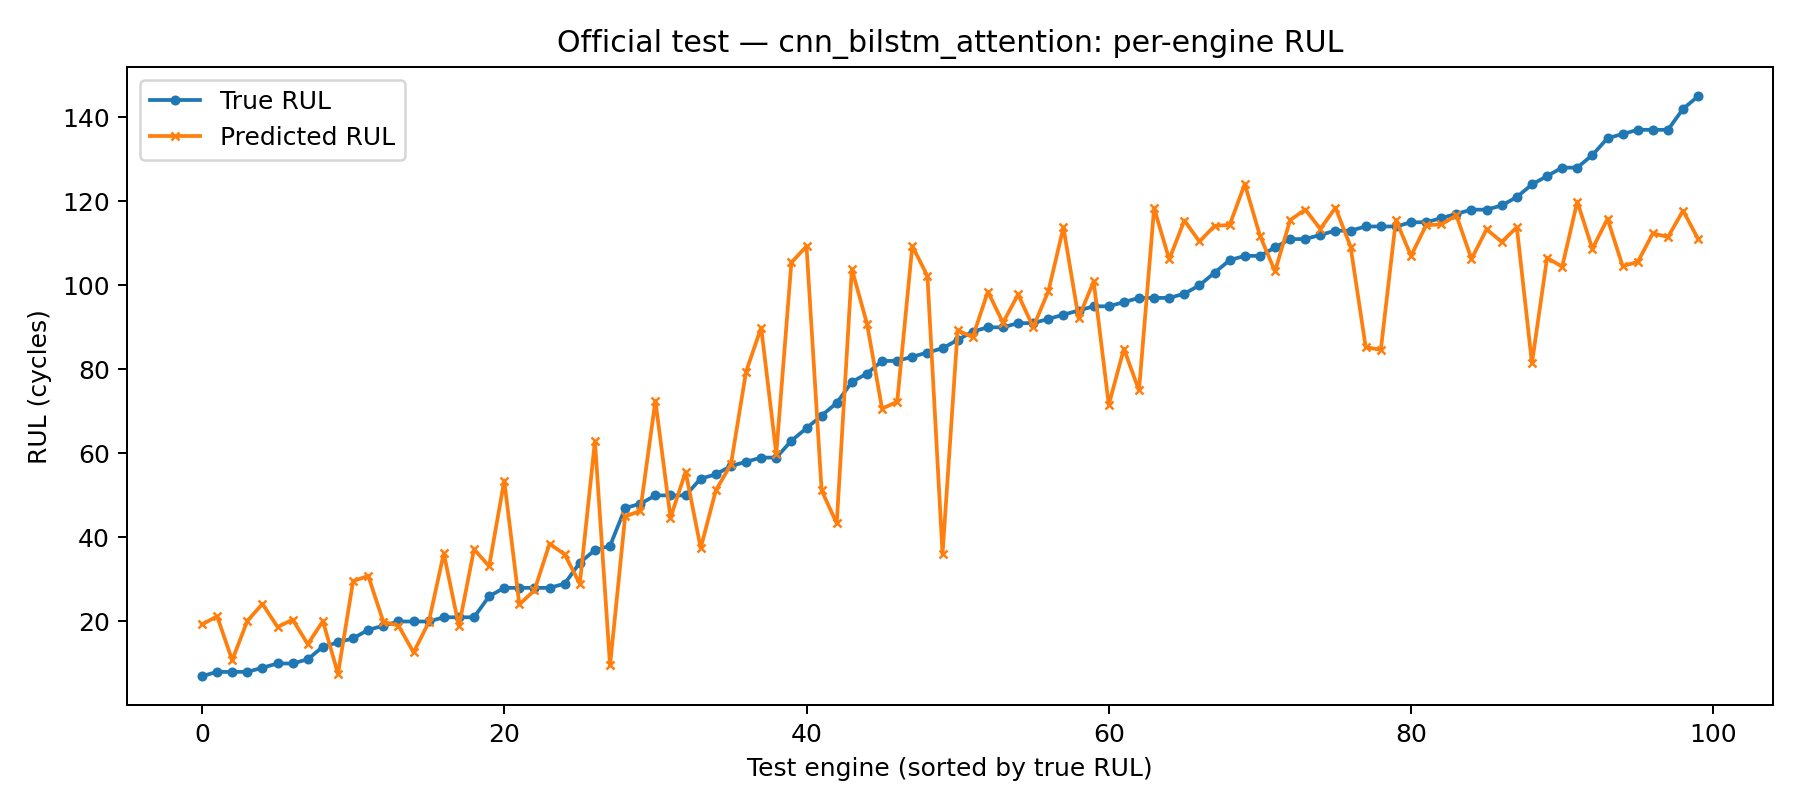 Official test — cnn_bilstm_attention: per-engine RUL
True RUL
Predicted RUL
RUL (cycles)
140
120
100
80
60
40
20
0 20 40 60 80 100
Test engine (sorted by true RUL)